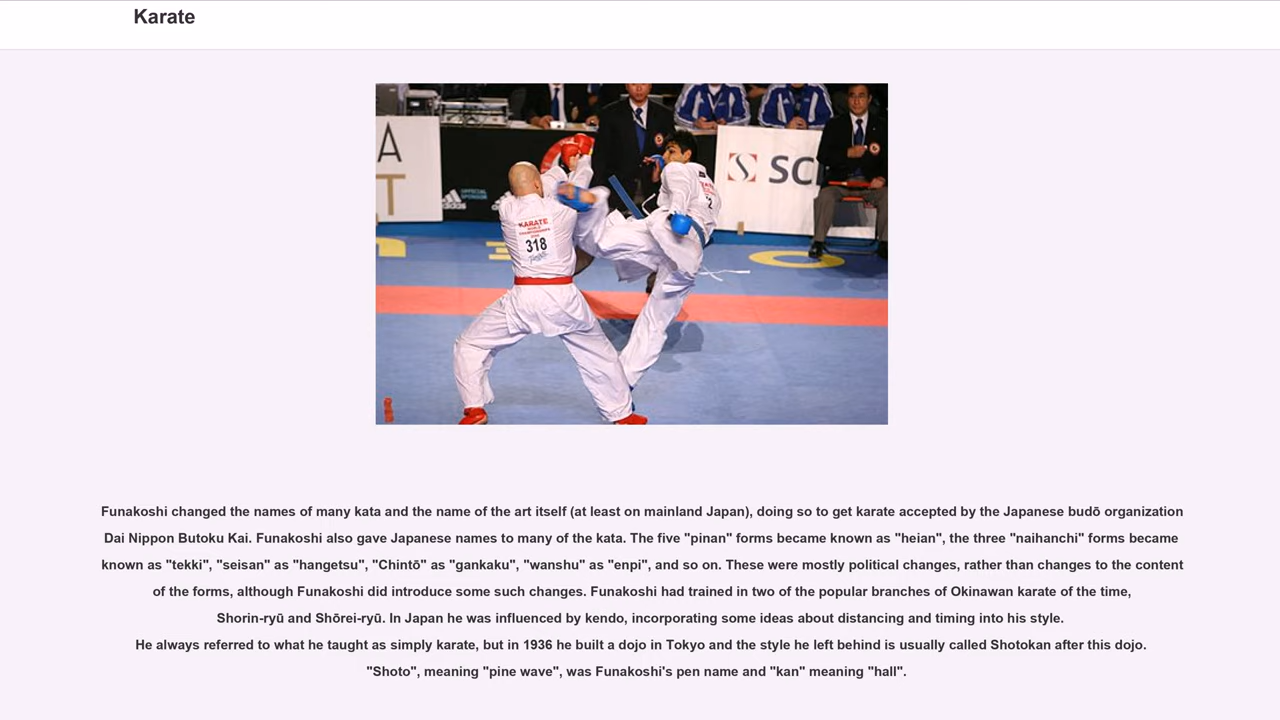 Karate
A
T
OFFICIAL
SPONSOR
adidas
SCI
KARATE
WORLD
CHAMPIONSHIPS
318
2
Funakoshi changed the names of many kata and the name of the art itself (at least on mainland Japan), doing so to get karate accepted by the Japanese budō organization
Dai Nippon Butoku Kai. Funakoshi also gave Japanese names to many of the kata. The five "pinan" forms became known as "heian", the three "naihanchi" forms became
known as "tekki", "seisan" as "hangetsu", "Chintō" as "gankaku", "wanshu" as "enpi", and so on. These were mostly political changes, rather than changes to the content
of the forms, although Funakoshi did introduce some such changes. Funakoshi had trained in two of the popular branches of Okinawan karate of the time,
Shorin-ryū and Shōrei-ryū. In Japan he was influenced by kendo, incorporating some ideas about distancing and timing into his style.
He always referred to what he taught as simply karate, but in 1936 he built a dojo in Tokyo and the style he left behind is usually called Shotokan after this dojo.
"Shoto", meaning "pine wave", was Funakoshi's pen name and "kan" meaning "hall".